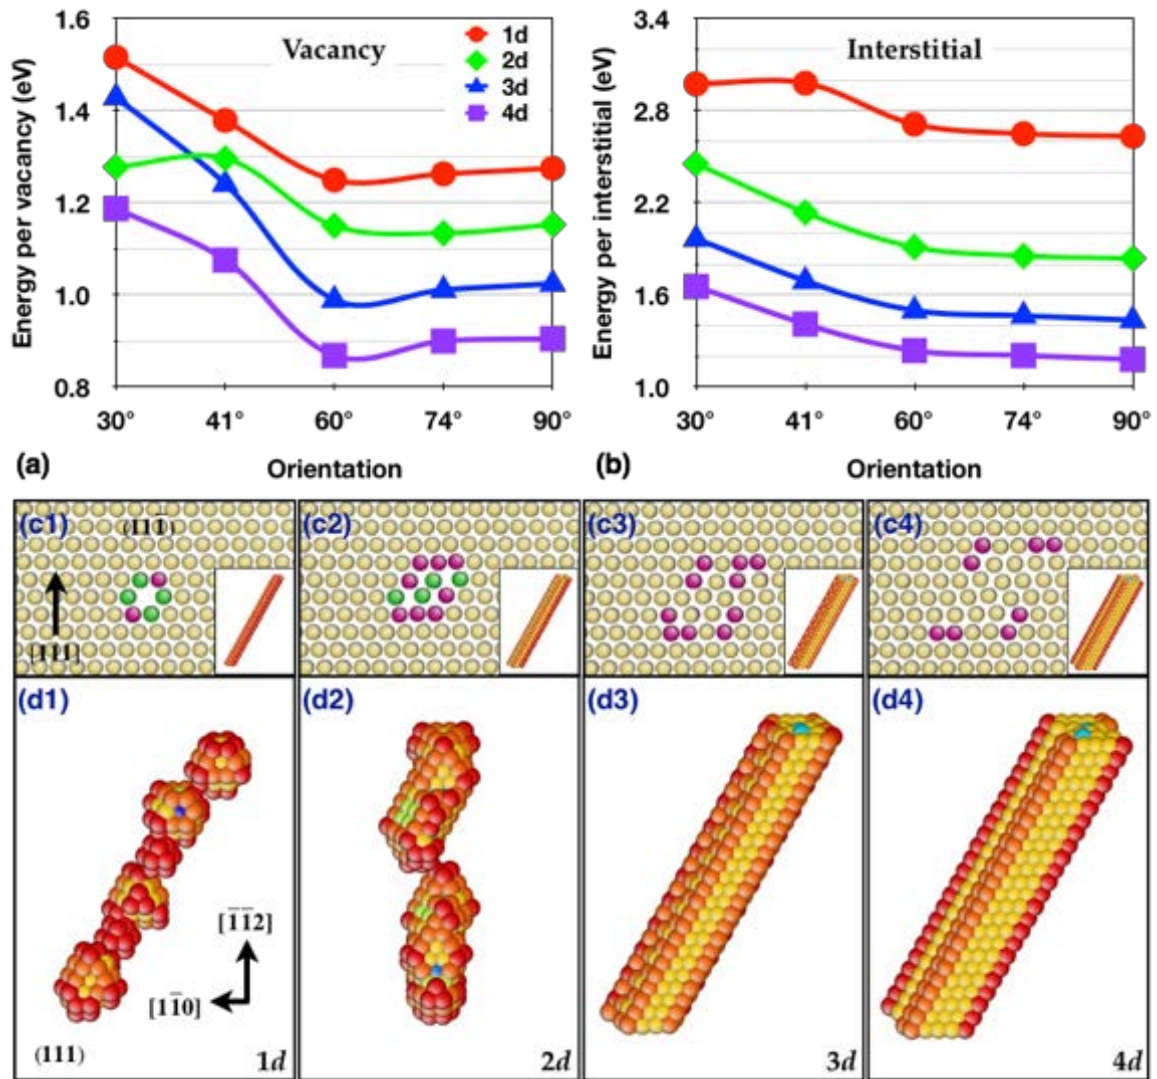 1.6
1.4
1.2
1.0
0.8
Energy per vacancy (eV)
Vacancy
1d
2d
3d
4d
30° 41° 60° 74° 90°
(a) Orientation
3.4
2.8
2.2
1.6
1.0
Energy per interstitial (eV)
Interstitial
30° 41° 60° 74° 90°
(b) Orientation
(c1) (111̄)
[111]
(c2)
(c3)
(c4)
(d1)
[1̄1̄2]
[11̄0]
(111)
1d
(d2)
2d
(d3)
3d
(d4)
4d